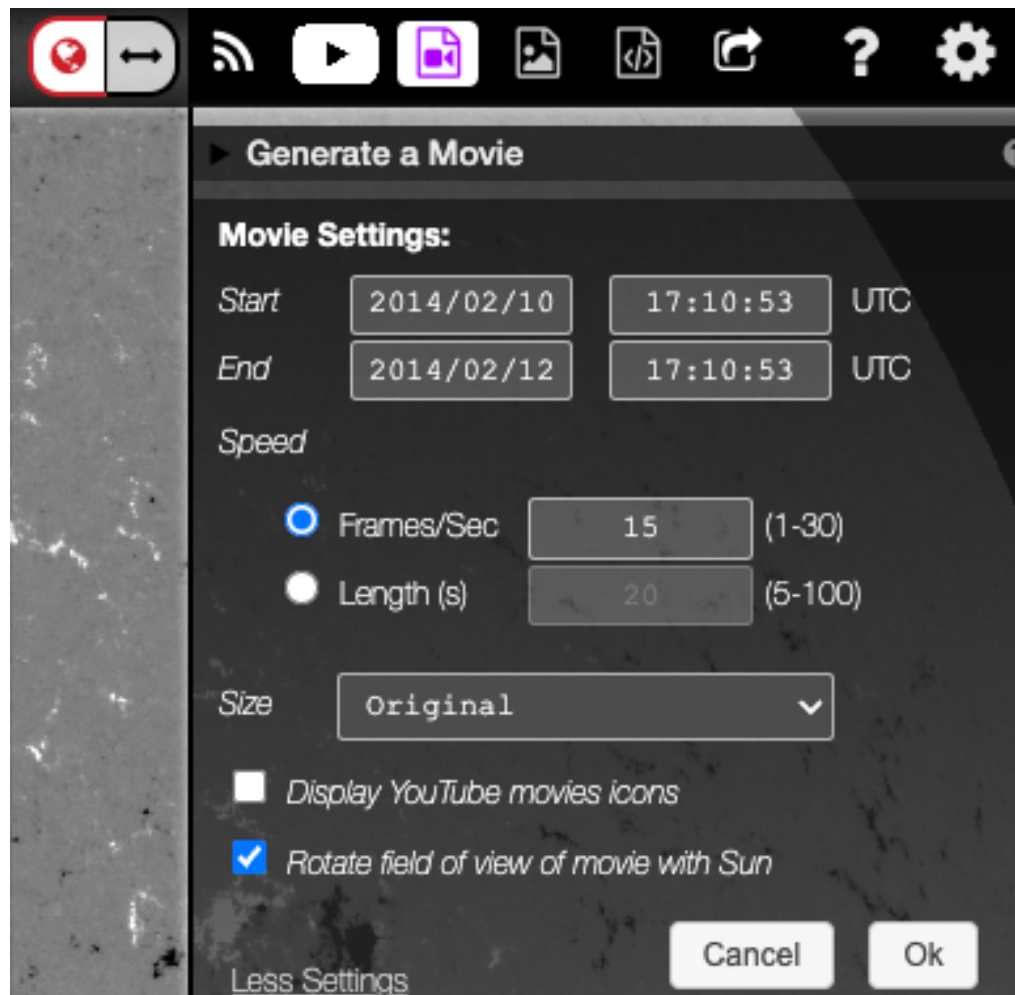 Generate a Movie
Movie Settings:
Start 2014/02/10 17:10:53 UTC
End 2014/02/12 17:10:53 UTC
Speed
Frames/Sec 15 (1-30)
Length (s) 20 (5-100)
Size Original
Display YouTube movies icons
Rotate field of view of movie with Sun
Cancel Ok
Less Settings